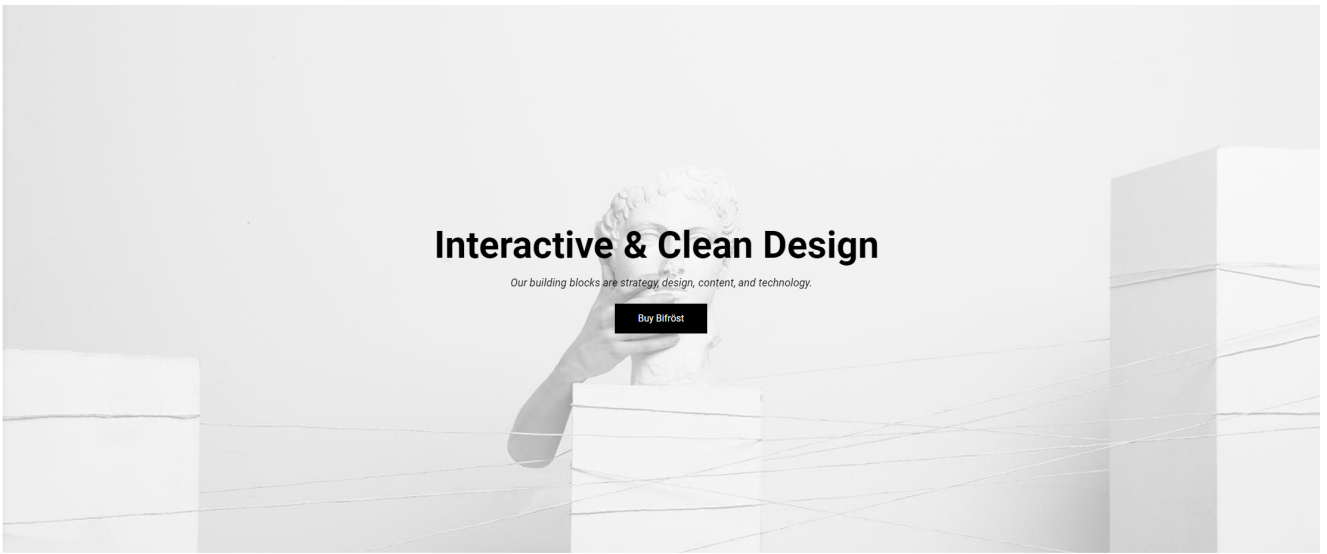 Interactive & Clean Design
Our building blocks are strategy, design, content, and technology.
Buy Bifröst